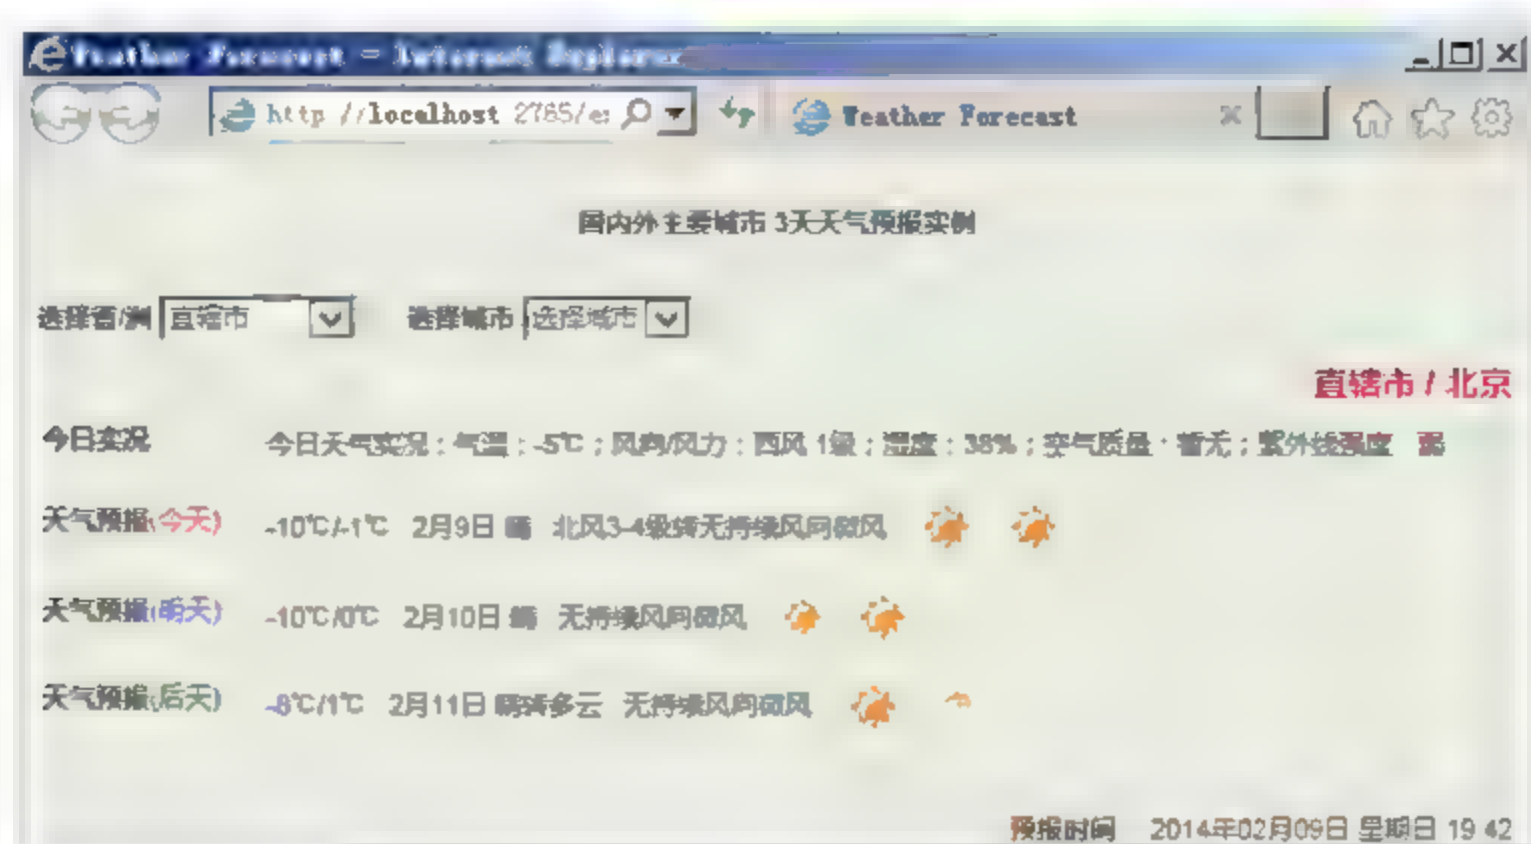 Weather Forecast - Internet Explorer
http //localhost 2765/e: Weather Forecast
国内外主要城市 3天天气预报实例
选择省/洲 直辖市 选择城市 选择城市
直辖市 / 北京
今日实况 今日天气实况：气温：-5℃；风向/风力：西风 1级；湿度：38%；空气质量：暂无；紫外线强度 弱
天气预报(今天) -10℃/-1℃ 2月9日 晴 北风3-4级转无持续风向微风
天气预报(明天) -10℃/0℃ 2月10日 晴 无持续风向微风
天气预报(后天) -8℃/1℃ 2月11日 晴转多云 无持续风向微风
预报时间 2014年02月09日 星期日 19 42